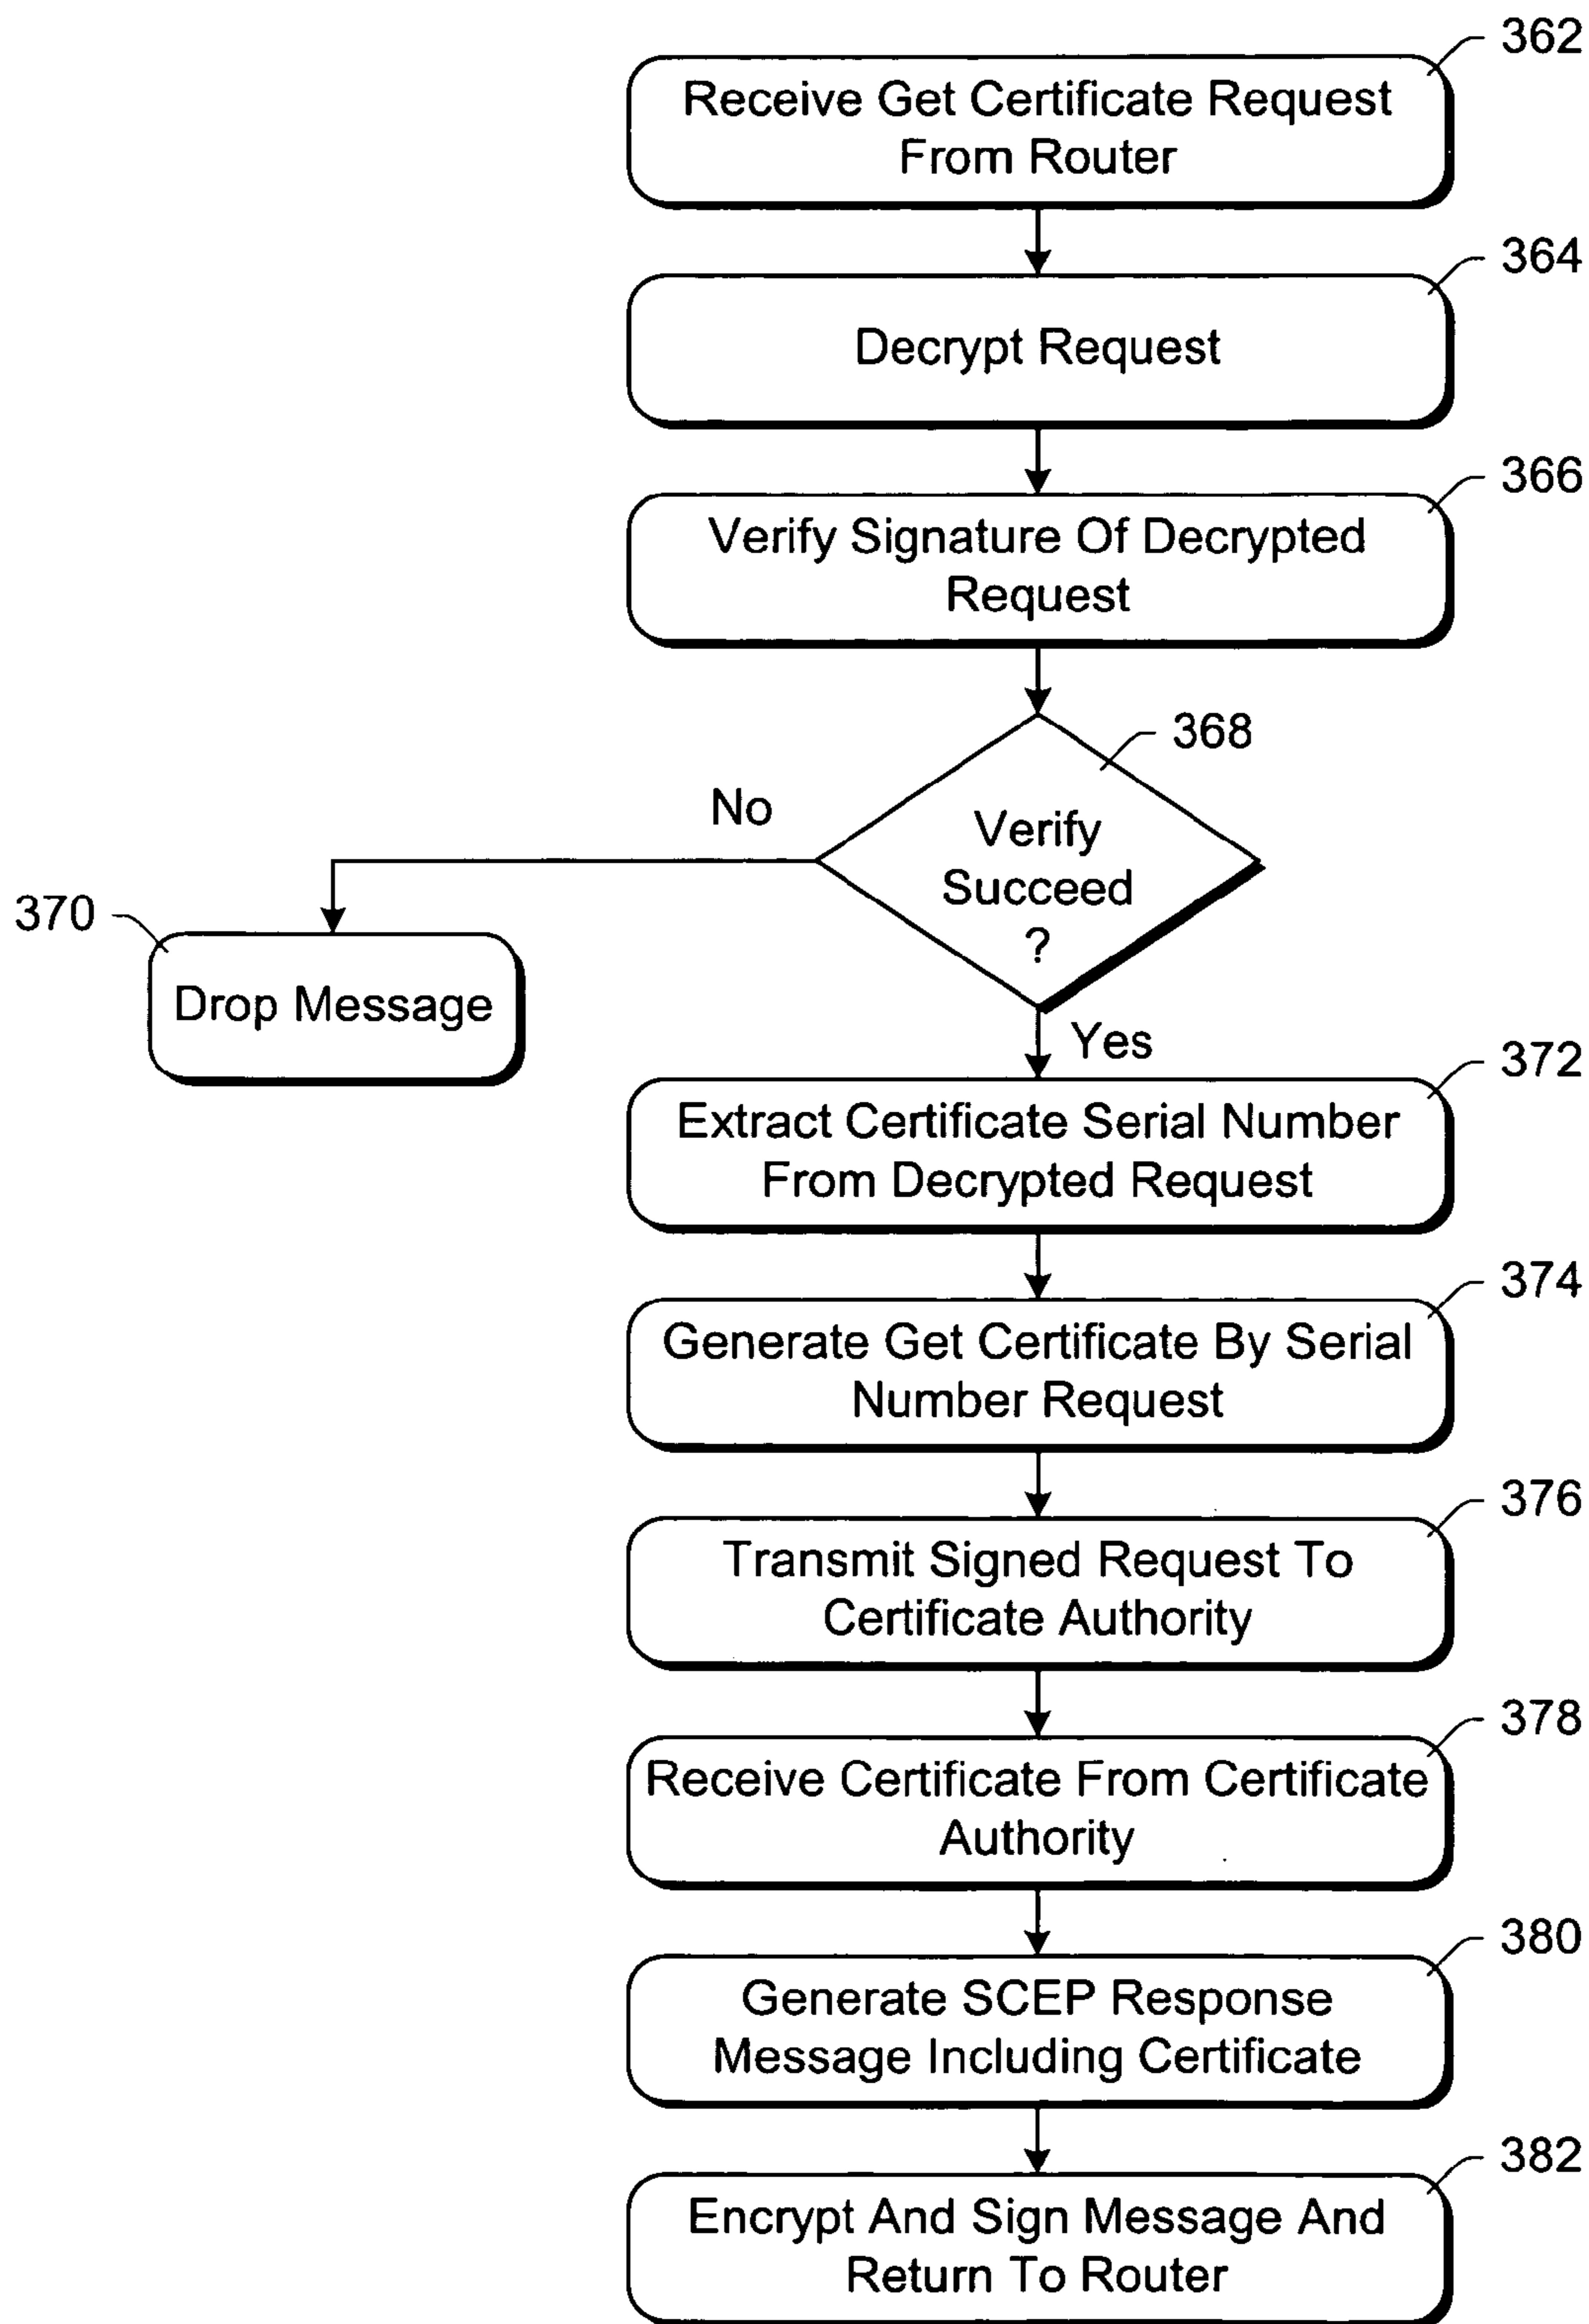 362
Receive Get Certificate Request
From Router
364
Decrypt Request
366
Verify Signature Of Decrypted
Request
368
No
Verify
Succeed
?
370
Drop Message
Yes
372
Extract Certificate Serial Number
From Decrypted Request
374
Generate Get Certificate By Serial
Number Request
376
Transmit Signed Request To
Certificate Authority
378
Receive Certificate From Certificate
Authority
380
Generate SCEP Response
Message Including Certificate
382
Encrypt And Sign Message And
Return To Router